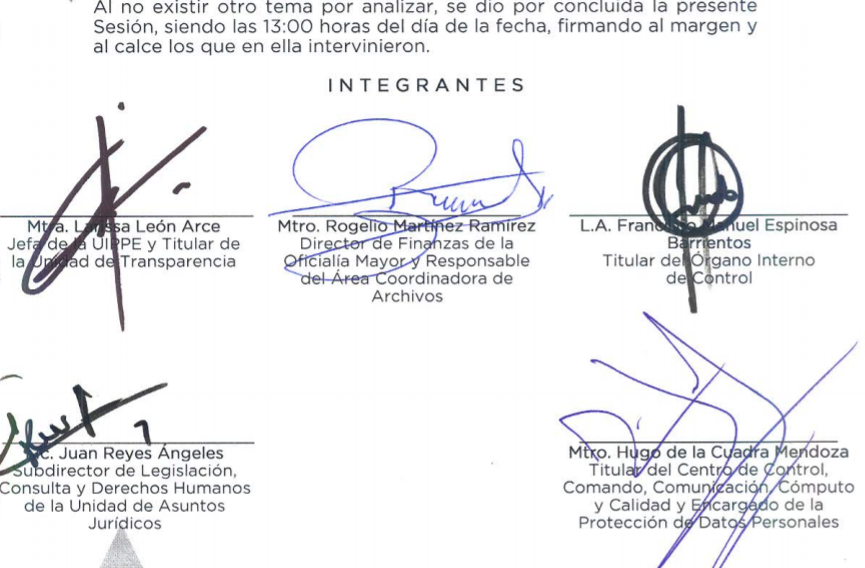 Al no existir otro tema por analizar, se dio por concluida la presente
Sesión, siendo las 13:00 horas del día de la fecha, firmando al margen y
al calce los que en ella intervinieron.
INTEGRANTES
Mtra. Larissa León Arce
Jefa de la UIPPE y Titular de
la Unidad de Transparencia
Mtro. Rogelio Martínez Ramírez
Director de Finanzas de la
Oficialía Mayor y Responsable
del Área Coordinadora de
Archivos
L.A. Francisco Manuel Espinosa
Barrientos
Titular del Órgano Interno
de Control
Juan Reyes Ángeles
Subdirector de Legislación,
Consulta y Derechos Humanos
de la Unidad de Asuntos
Jurídicos
Mtro. Hugo de la Cuadra Mendoza
Titular del Centro de Control,
Comando, Comunicación, Cómputo
y Calidad y Encargado de la
Protección de Datos Personales